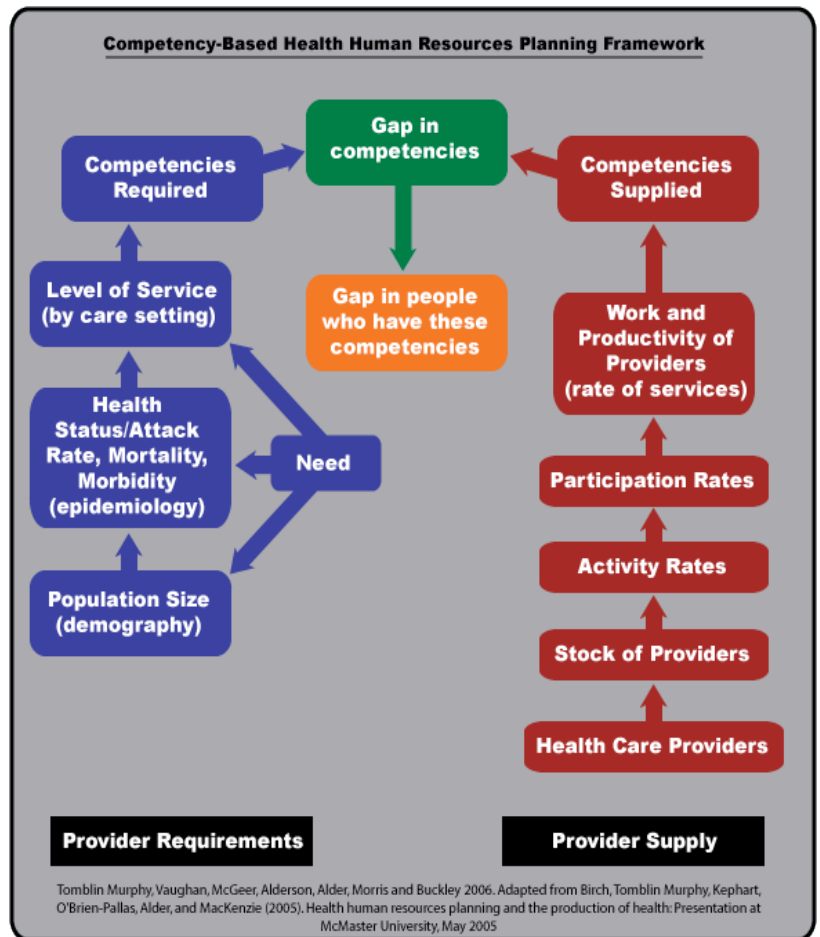 Competency-Based Health Human Resources Planning Framework
Gap in
competencies
Competencies
Required
Competencies
Supplied
Level of Service
(by care setting)
Gap in people
who have these
competencies
Work and
Productivity of
Providers
(rate of services)
Health
Status/Attack
Rate, Mortality,
Morbidity
(epidemiology)
Need
Participation Rates
Activity Rates
Population Size
(demography)
Stock of Providers
Health Care Providers
Provider Requirements
Provider Supply
Tomblin Murphy, Vaughan, McGeer, Alderson, Alder, Morris and Buckley 2006. Adapted from Birch, Tomblin Murphy, Kephart,
O'Brien-Pallas, Alder, and MacKenzie (2005). Health human resources planning and the production of health: Presentation at
McMaster University, May 2005